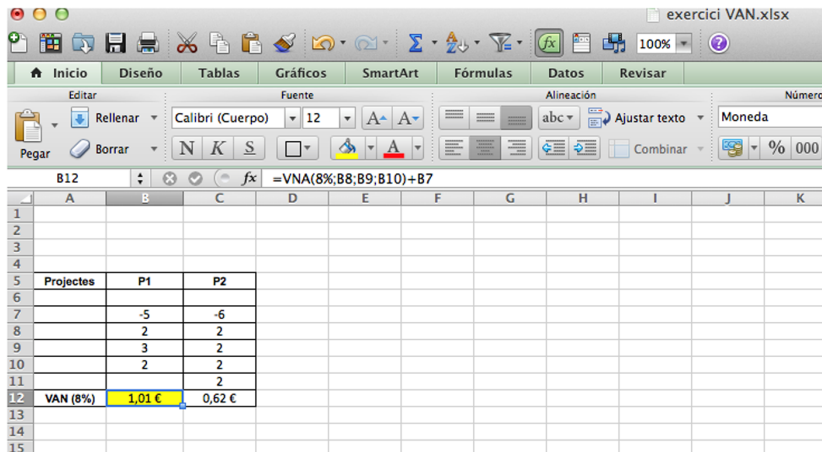 exercici VAN.xlsx
100%
Inicio Diseño Tablas Gráficos SmartArt Fórmulas Datos Revisar
Editar Fuente Alineación Número
Pegar Rellenar Borrar
Calibri (Cuerpo) 12 A A
N K S A
abc Ajustar texto
Combinar
Moneda
% 000
B12 fx =VNA(8%;B8;B9;B10)+B7
A B C D E F G H I J K
1
2
3
4
5 Projectes P1 P2
6
7 -5 -6
8 2 2
9 3 2
10 2 2
11 2
12 VAN (8%) 1,01 € 0,62 €
13
14
15